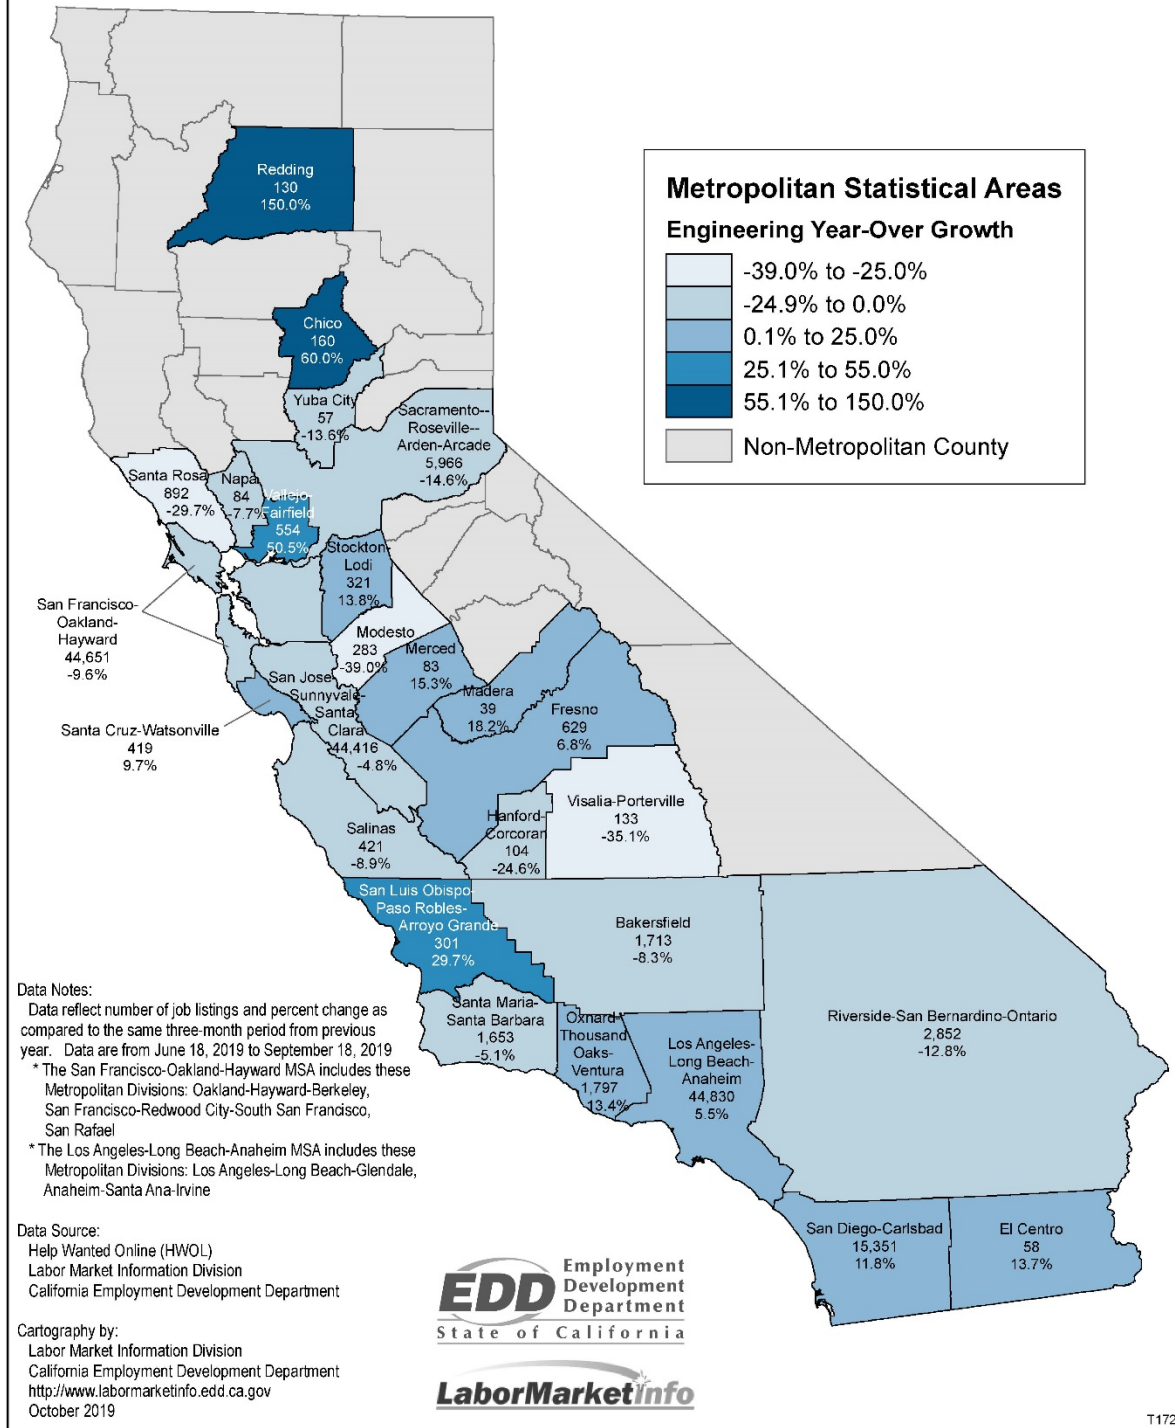 Redding
130
150.0%
Chico
160
60.0%
Yuba City
57
-13.6%
Sacramento--
Roseville--
Arden-Arcade
5,966
-14.6%
Santa Rosa
892
-29.7%
Napa
84
-7.7%
Vallejo-
Fairfield
554
50.5%
Stockton-
Lodi
321
13.8%
San Francisco-
Oakland-
Hayward
44,651
-9.6%
Modesto
283
-39.0%
Merced
83
15.3%
Madera
39
18.2%
Fresno
629
6.8%
San Jose-
Sunnyvale-
Santa
Clara
44,416
-4.8%
Santa Cruz-Watsonville
419
9.7%
Visalia-Porterville
133
-35.1%
Hanford-
Corcoran
104
-24.6%
Salinas
421
-8.9%
San Luis Obispo-
Paso Robles-
Arroyo Grande
301
29.7%
Bakersfield
1,713
-8.3%
Santa Maria-
Santa Barbara
1,653
-5.1%
Oxnard-
Thousand
Oaks-
Ventura
1,797
13.4%
Los Angeles-
Long Beach-
Anaheim
44,830
5.5%
Riverside-San Bernardino-Ontario
2,852
-12.8%
San Diego-Carlsbad
15,351
11.8%
El Centro
58
13.7%
Metropolitan Statistical Areas
Engineering Year-Over Growth
-39.0% to -25.0%
-24.9% to 0.0%
0.1% to 25.0%
25.1% to 55.0%
55.1% to 150.0%
Non-Metropolitan County
Data Notes:
Data reflect number of job listings and percent change as
compared to the same three-month period from previous
year. Data are from June 18, 2019 to September 18, 2019
* The San Francisco-Oakland-Hayward MSA includes these
Metropolitan Divisions: Oakland-Hayward-Berkeley,
San Francisco-Redwood City-South San Francisco,
San Rafael
* The Los Angeles-Long Beach-Anaheim MSA includes these
Metropolitan Divisions: Los Angeles-Long Beach-Glendale,
Anaheim-Santa Ana-Irvine
Data Source:
Help Wanted Online (HWOL)
Labor Market Information Division
California Employment Development Department
Cartography by:
Labor Market Information Division
California Employment Development Department
http://www.labormarketinfo.edd.ca.gov
October 2019
EDD
Employment
Development
Department
State of California
LaborMarketInfo
T172